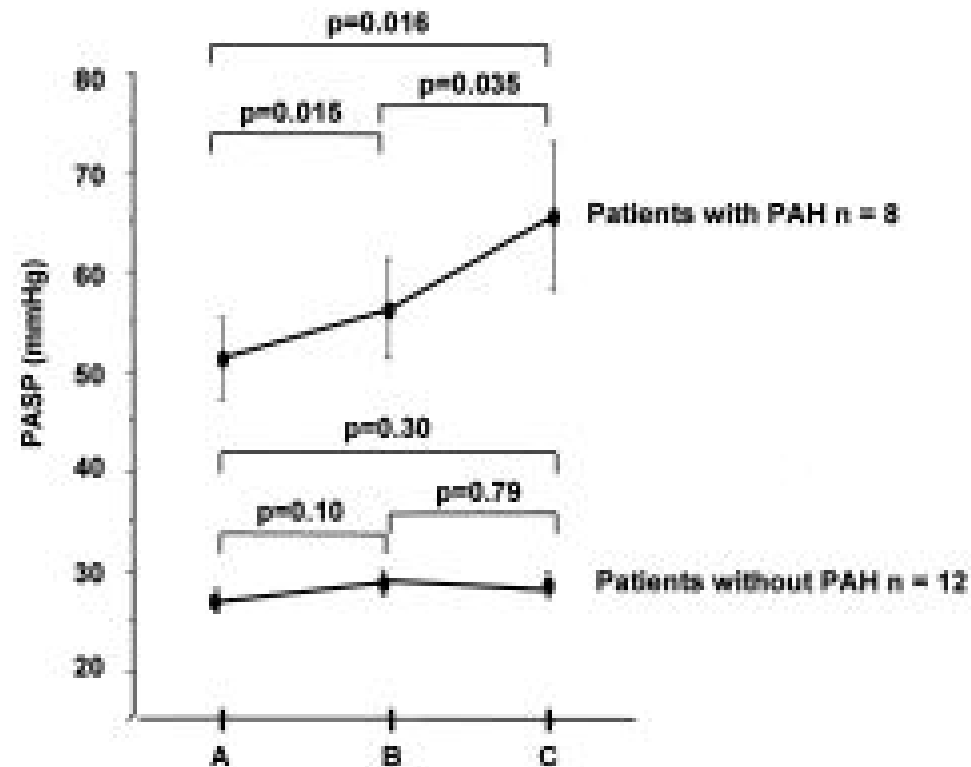 p=0.016
80
p=0.035
p=0.015
70
Patients with PAH n = 8
60
PASP (mmHg)
50
p=0.30
40
p=0.79
p=0.10
30
Patients without PAH n = 12
20
A B C